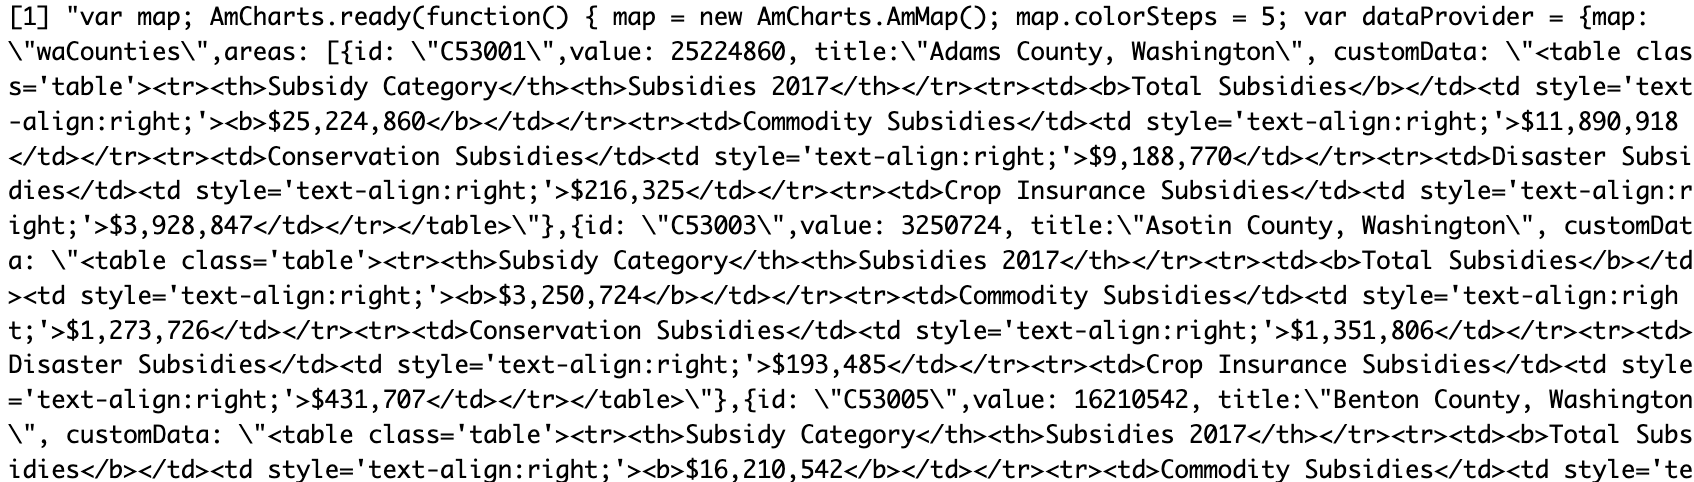 [1] "var map; AmCharts.ready(function() { map = new AmCharts.AmMap(); map.colorSteps = 5; var dataProvider = {map:
\"waCounties\",areas: [{id: \"C53001\",value: 25224860, title:\"Adams County, Washington\", customData: \"<table clas
s='table'><tr><th>Subsidy Category</th><th>Subsidies 2017</th></tr><tr><td><b>Total Subsidies</b></td><td style='text
-align:right;'><b>$25,224,860</b></td></tr><tr><td>Commodity Subsidies</td><td style='text-align:right;'>$11,890,918
</td></tr><tr><td>Conservation Subsidies</td><td style='text-align:right;'>$9,188,770</td></tr><tr><td>Disaster Subsi
dies</td><td style='text-align:right;'>$216,325</td></tr><tr><td>Crop Insurance Subsidies</td><td style='text-align:r
ight;'>$3,928,847</td></tr></table>\"},{id: \"C53003\",value: 3250724, title:\"Asotin County, Washington\", customDat
a: \"<table class='table'><tr><th>Subsidy Category</th><th>Subsidies 2017</th></tr><tr><td><b>Total Subsidies</b></td
><td style='text-align:right;'><b>$3,250,724</b></td></tr><tr><td>Commodity Subsidies</td><td style='text-align:righ
t;'>$1,273,726</td></tr><tr><td>Conservation Subsidies</td><td style='text-align:right;'>$1,351,806</td></tr><tr><td>
Disaster Subsidies</td><td style='text-align:right;'>$193,485</td></tr><tr><td>Crop Insurance Subsidies</td><td style
='text-align:right;'>$431,707</td></tr></table>\"},{id: \"C53005\",value: 16210542, title:\"Benton County, Washington
\", customData: \"<table class='table'><tr><th>Subsidy Category</th><th>Subsidies 2017</th></tr><tr><td><b>Total Subs
idies</b></td><td style='text-align:right;'><b>$16,210,542</b></td></tr><tr><td>Commodity Subsidies</td><td style='te